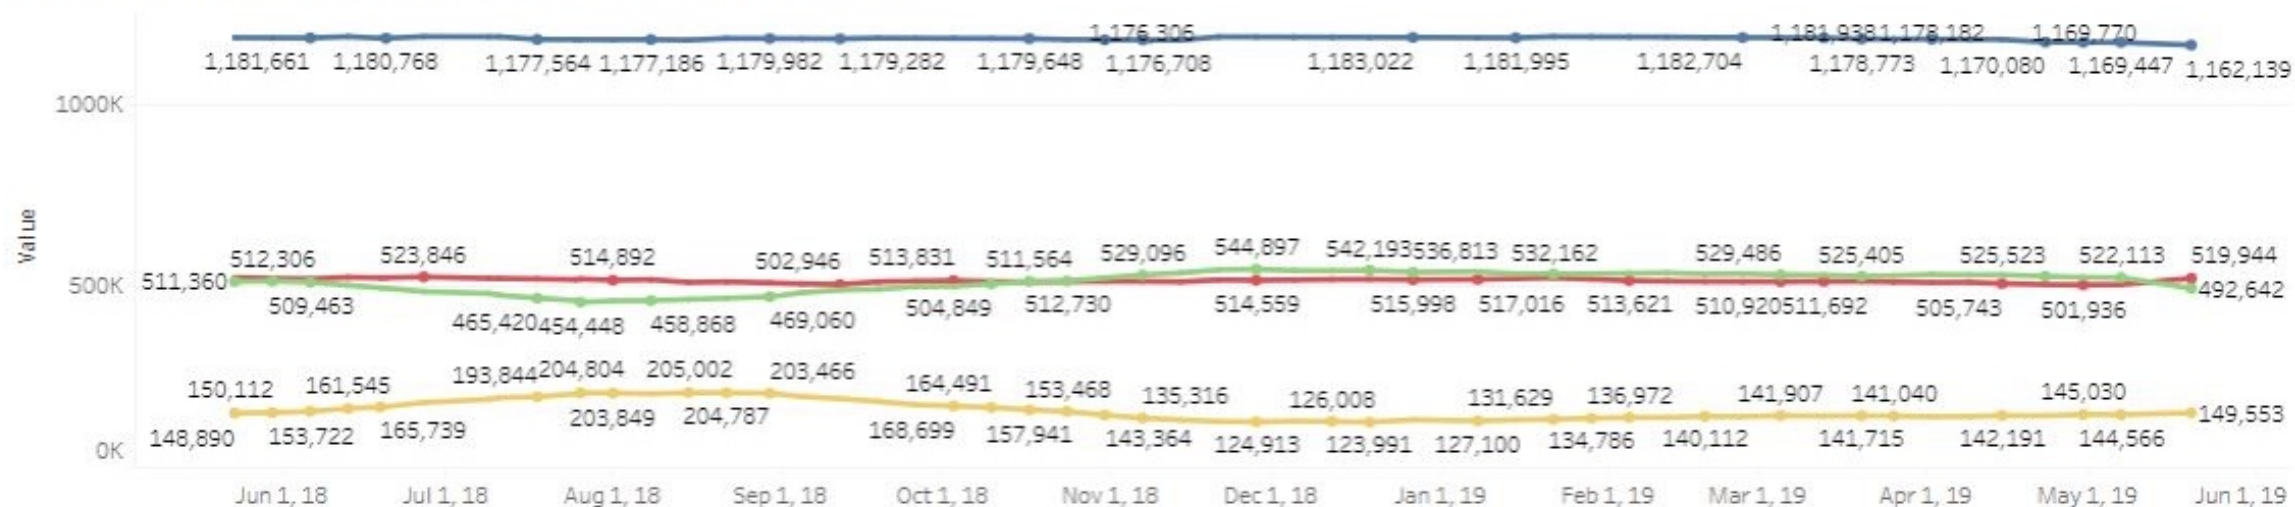 1,176,306 1,181,938 1,178,182 1,169,770
1,181,661 1,180,768 1,177,564 1,177,186 1,179,982 1,179,282 1,179,648 1,176,708 1,183,022 1,181,995 1,182,704 1,178,773 1,170,080 1,169,447 1,162,139
1000K
Value
512,306 523,846 514,892 502,946 513,831 511,564 529,096 544,897 542,193 536,813 532,162 529,486 525,405 525,523 522,113 519,944
500K 511,360 492,642
509,463 465,420 454,448 458,868 469,060 504,849 512,730 514,559 515,998 517,016 513,621 510,920 511,692 505,743 501,936
150,112 161,545 193,844 204,804 205,002 203,466 164,491 153,468 135,316 126,008 131,629 136,972 141,907 141,040 145,030 149,553
148,890 153,722 165,739 203,849 204,787 168,699 157,941 143,364 124,913 123,991 127,100 134,786 140,112 141,715 142,191 144,566
0K
Jun 1, 18 Jul 1, 18 Aug 1, 18 Sep 1, 18 Oct 1, 18 Nov 1, 18 Dec 1, 18 Jan 1, 19 Feb 1, 19 Mar 1, 19 Apr 1, 19 May 1, 19 Jun 1, 19